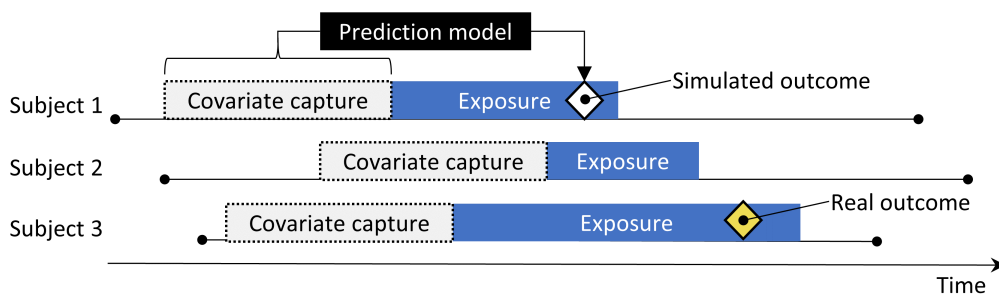 Prediction model
Simulated outcome
Subject 1
Covariate capture
Exposure
Subject 2
Covariate capture
Exposure
Real outcome
Subject 3
Covariate capture
Exposure
Time